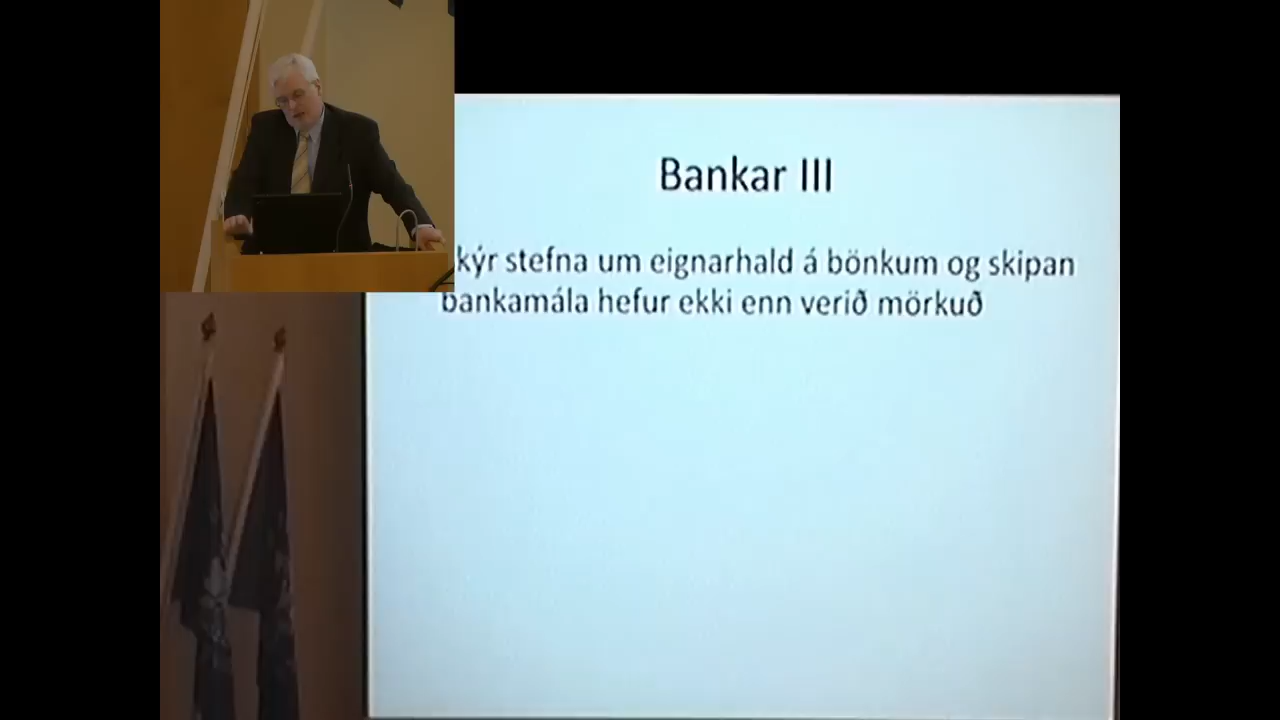 Bankar III
kýr stefna um eignarhald á bönkum og skipan
bankamála hefur ekki enn verið mörkuð